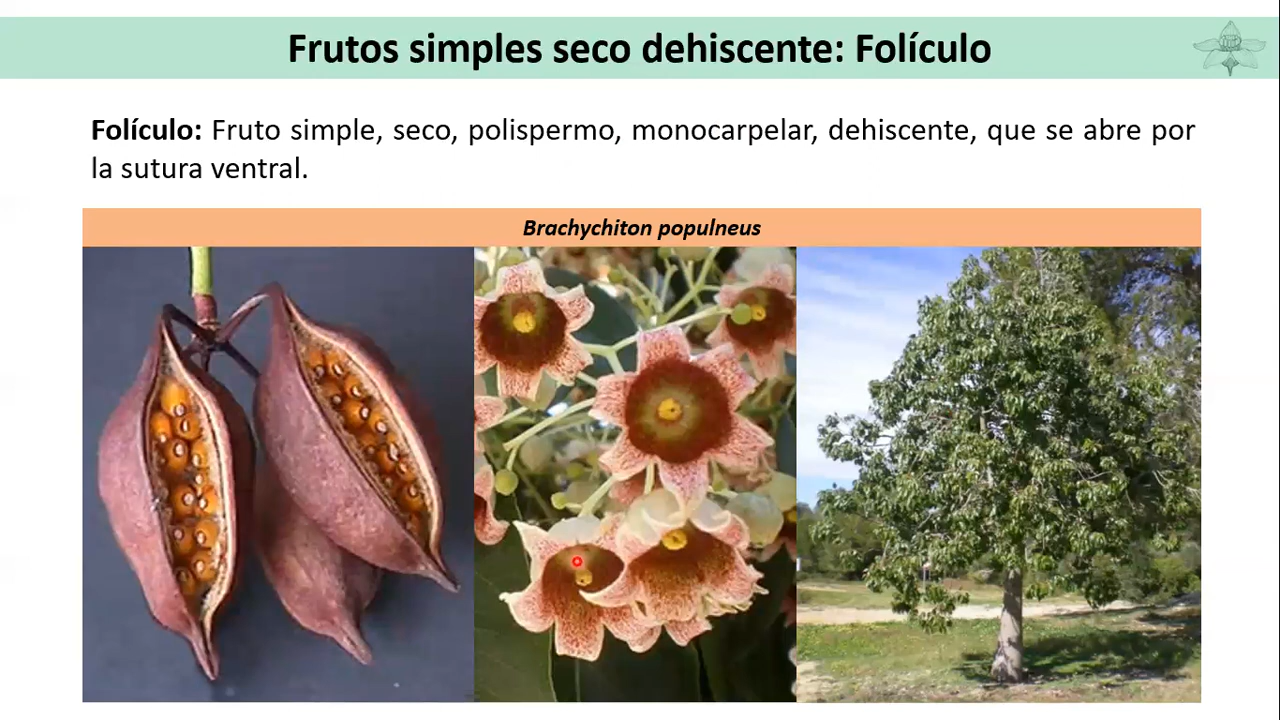 Frutos simples seco dehiscente: Folículo
Folículo: Fruto simple, seco, polispermo, monocarpelar, dehiscente, que se abre por
la sutura ventral.
Brachychiton populneus